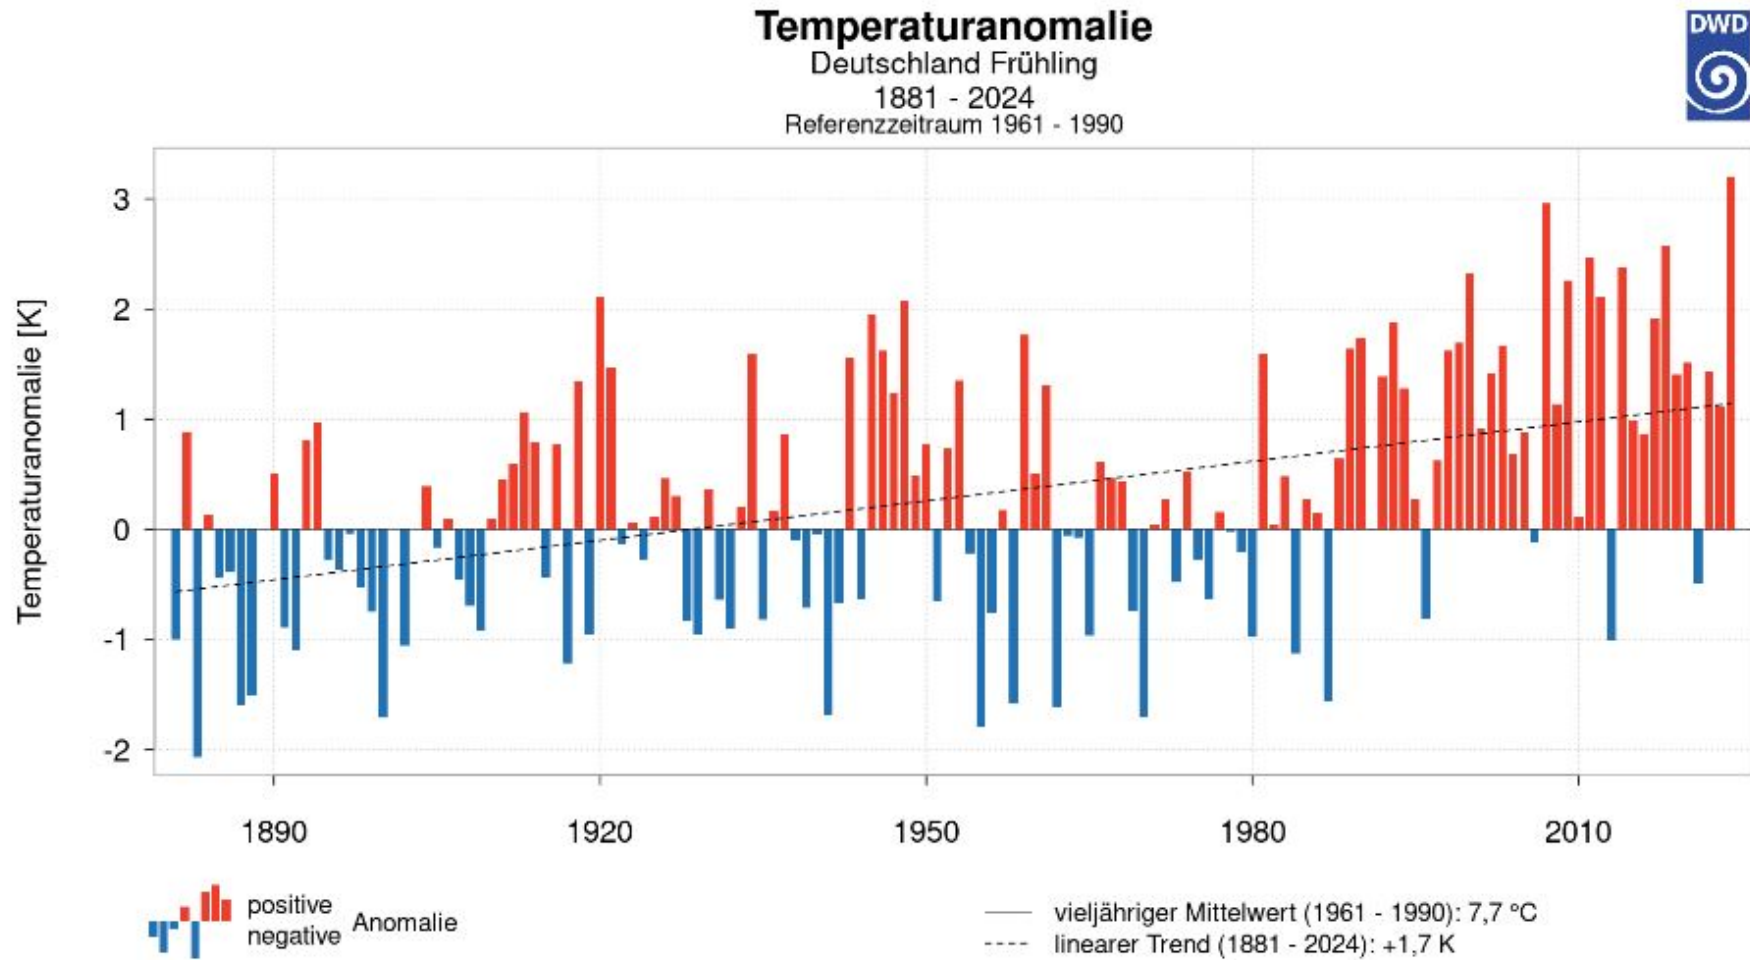 Temperaturanomalie
Deutschland Frühling
1881 - 2024
Referenzzeitraum 1961 - 1990
DWD
Temperaturanomalie [K]
3
2
1
0
-1
-2
1890
1920
1950
1980
2010
positive
negative
Anomalie
vieljähriger Mittelwert (1961 - 1990): 7,7 °C
linearer Trend (1881 - 2024): +1,7 K